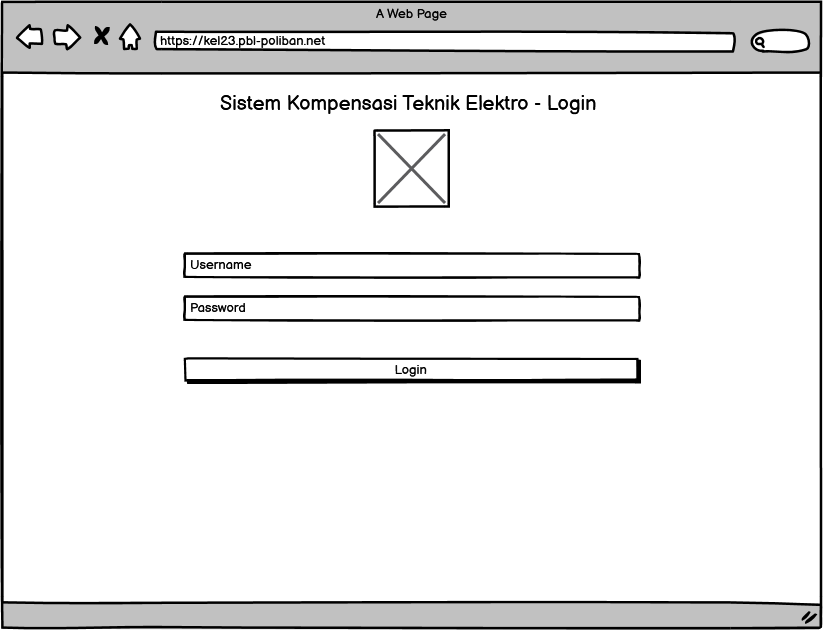 A Web Page
https://kel23.pbl-poliban.net
Sistem Kompensasi Teknik Elektro - Login
Username
Password
Login